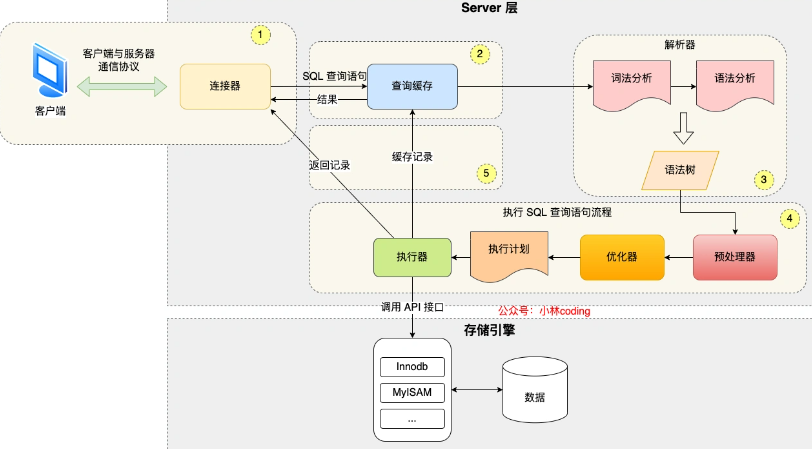 Server 层
1
客户端与服务器
通信协议
客户端
连接器
SQL 查询语句
结果
2
查询缓存
解析器
词法分析
语法分析
语法树
3
返回记录
缓存记录
5
执行 SQL 查询语句流程
4
执行器
执行计划
优化器
预处理器
调用 API 接口
公众号：小林coding
存储引擎
Innodb
MyISAM
...
数据